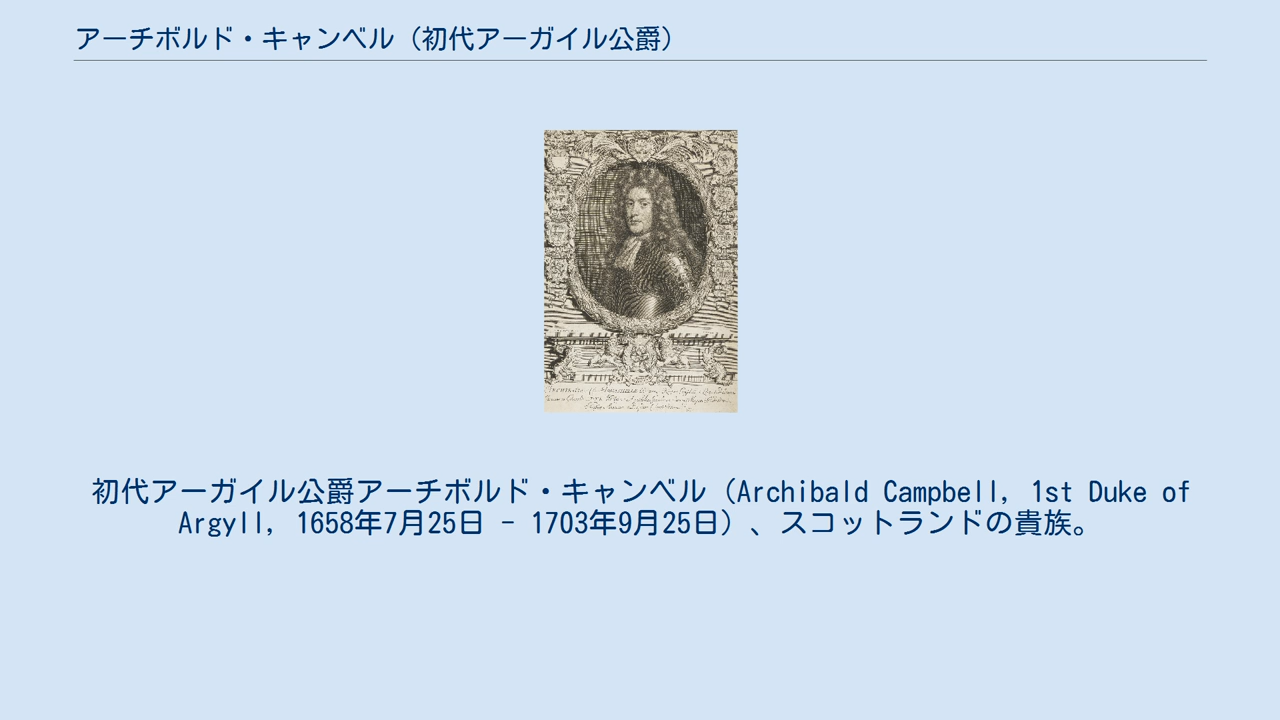 アーチボルド・キャンベル（初代アーガイル公爵）
初代アーガイル公爵アーチボルド・キャンベル（Archibald Campbell, 1st Duke of
Argyll, 1658年7月25日 - 1703年9月25日）、スコットランドの貴族。